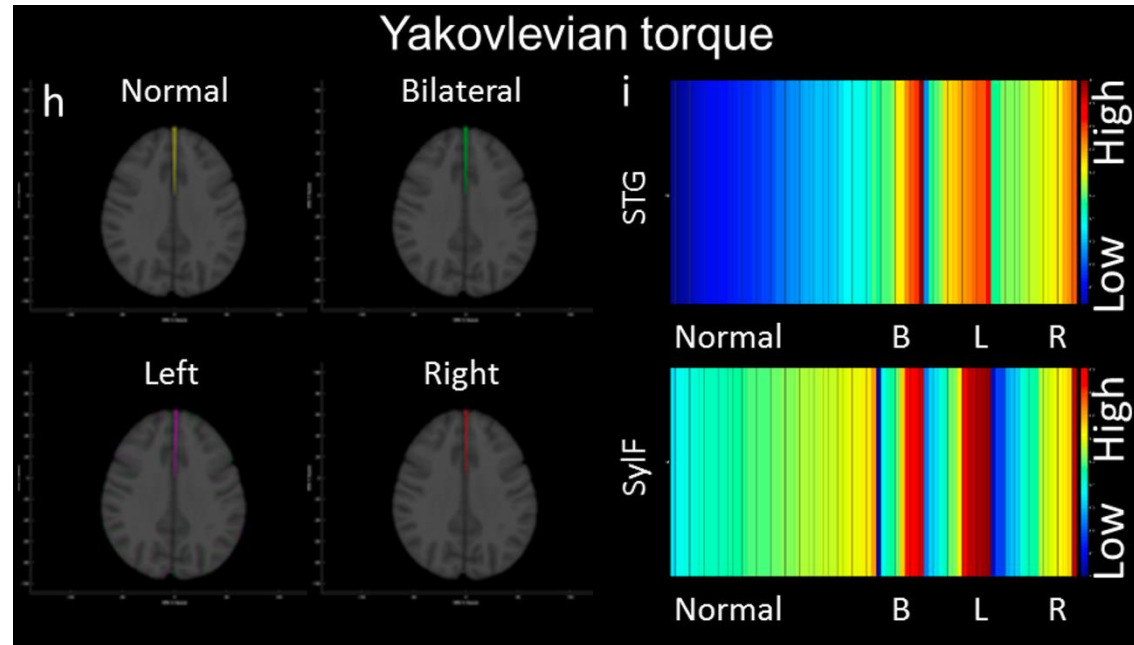 Yakovlevian torque
h
Normal
Bilateral
i
STG
High
Low
Normal B L R
Left
Right
SylF
High
Low
Normal B L R